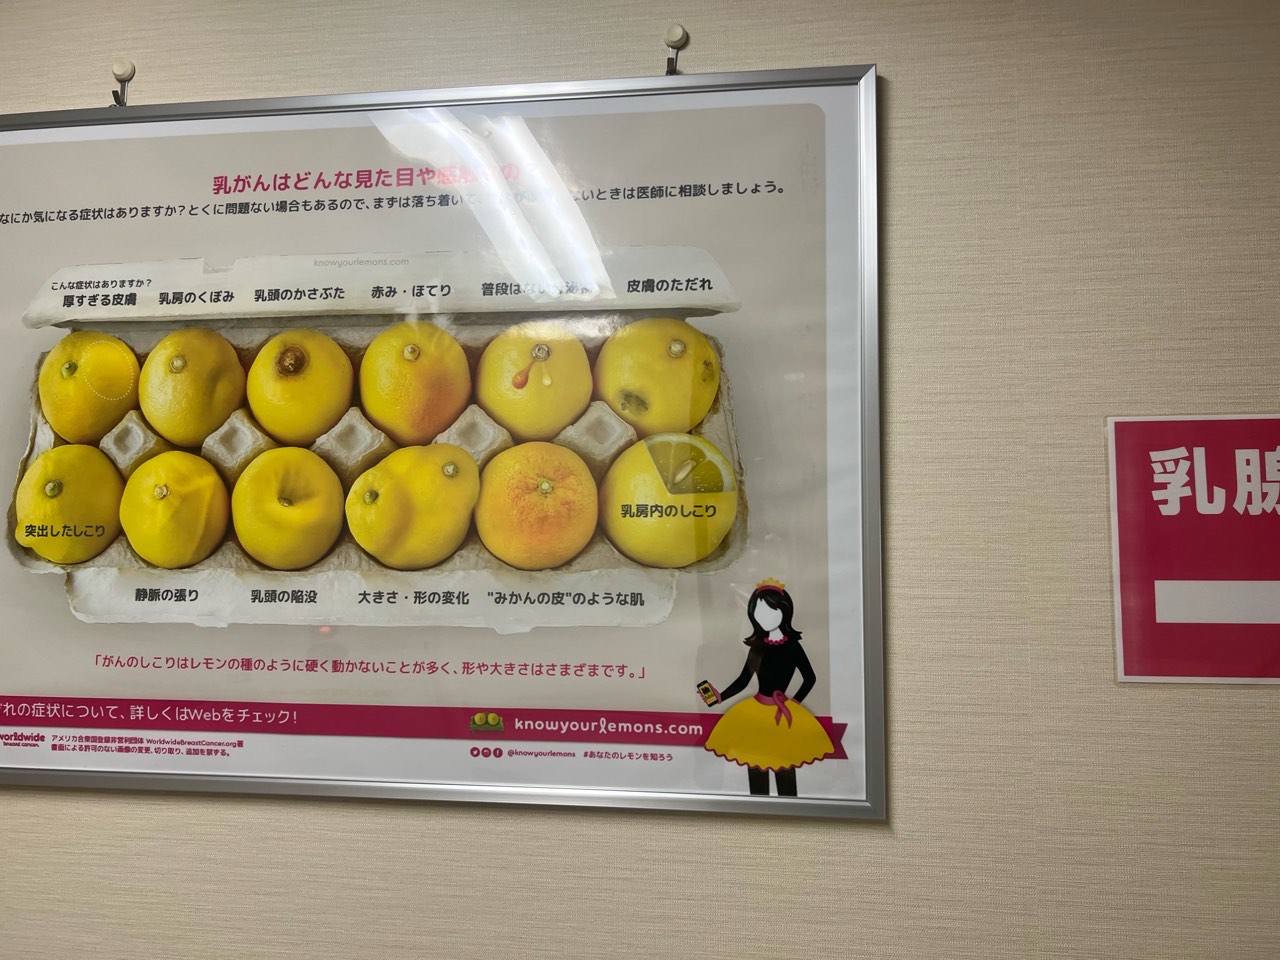 乳がんはどんな見た目や
なにか気になる症状はありますか?とくに問題ない場合もあるので、まずは落ち着いて、 ないときは医師に相談しましょう。
knowyourlemons.com
こんな症状はありますか?
厚すぎる皮膚 乳房のくぼみ 乳頭のかさぶた 赤み・ほてり 普段はない 皮膚のただれ
突出したしこり
乳房内のしこり
静脈の張り 乳頭の陥没 大きさ・形の変化 "みかんの皮"のような肌
「がんのしこりはレモンの種のように硬く動かないことが多く、形や大きさはさまざまです。」
れの症状について、詳しくはWebをチェック!
knowyourlemons.com
worldwide
breast cancer.
アメリカ合衆国登録非営利団体 WorldwideBreastCancer.org著
書面による許可のない画像の変更、切り取り、追加を禁ずる。
@knowyourlemons #あなたのレモンを知ろう
乳腺